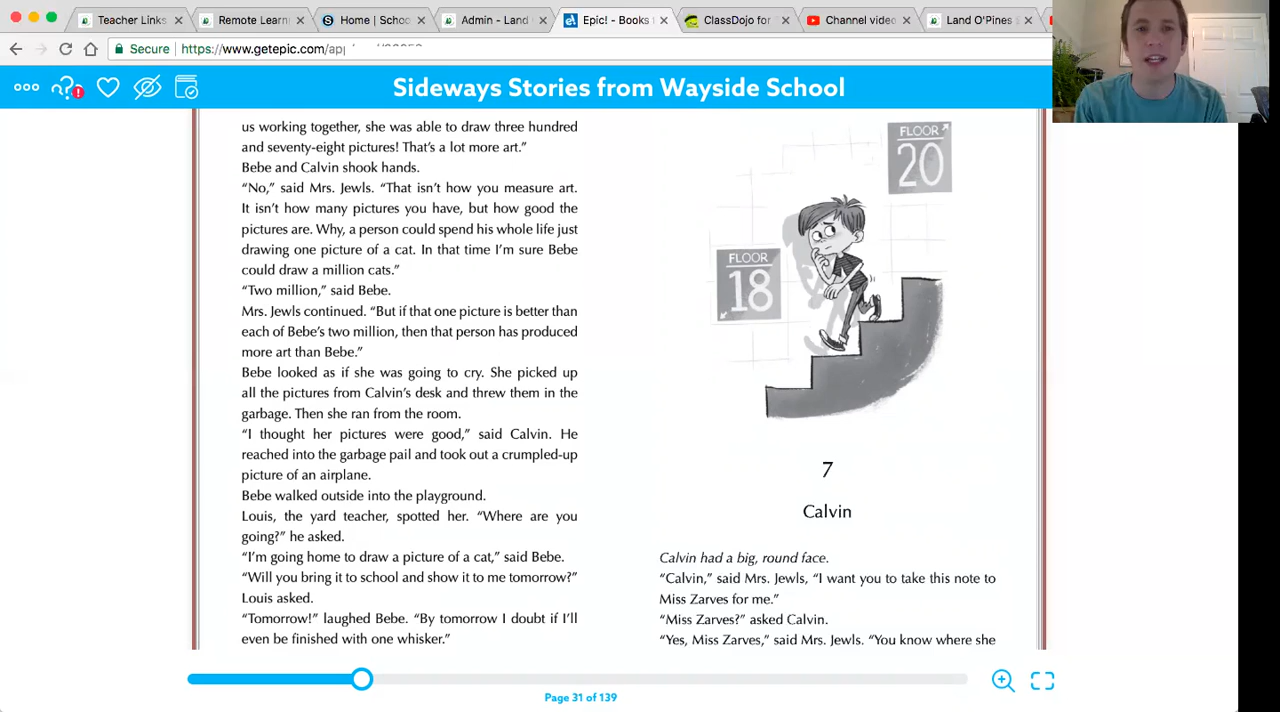 Teacher Links
Remote Learn
Home | Schoo
Admin - Land
Epic! - Books
ClassDojo for
Channel video
Land O'Pines
Secure
https://www.getepic.com/app
Sideways Stories from Wayside School
us working together, she was able to draw three hundred
and seventy-eight pictures! That's a lot more art.”
Bebe and Calvin shook hands.
“No,” said Mrs. Jewls. “That isn't how you measure art.
It isn't how many pictures you have, but how good the
pictures are. Why, a person could spend his whole life just
drawing one picture of a cat. In that time I'm sure Bebe
could draw a million cats.”
“Two million,” said Bebe.
Mrs. Jewls continued. “But if that one picture is better than
each of Bebe's two million, then that person has produced
more art than Bebe.”
Bebe looked as if she was going to cry. She picked up
all the pictures from Calvin's desk and threw them in the
garbage. Then she ran from the room.
“I thought her pictures were good,” said Calvin. He
reached into the garbage pail and took out a crumpled-up
picture of an airplane.
Bebe walked outside into the playground.
Louis, the yard teacher, spotted her. “Where are you
going?” he asked.
“I'm going home to draw a picture of a cat,” said Bebe.
“Will you bring it to school and show it to me tomorrow?”
Louis asked.
“Tomorrow!” laughed Bebe. “By tomorrow I doubt if I'll
even be finished with one whisker.”
FLOOR
20
FLOOR
18
7
Calvin
Calvin had a big, round face.
“Calvin,” said Mrs. Jewls, “I want you to take this note to
Miss Zarves for me.”
“Miss Zarves?” asked Calvin.
“Yes, Miss Zarves,” said Mrs. Jewls. “You know where she
Page 31 of 139